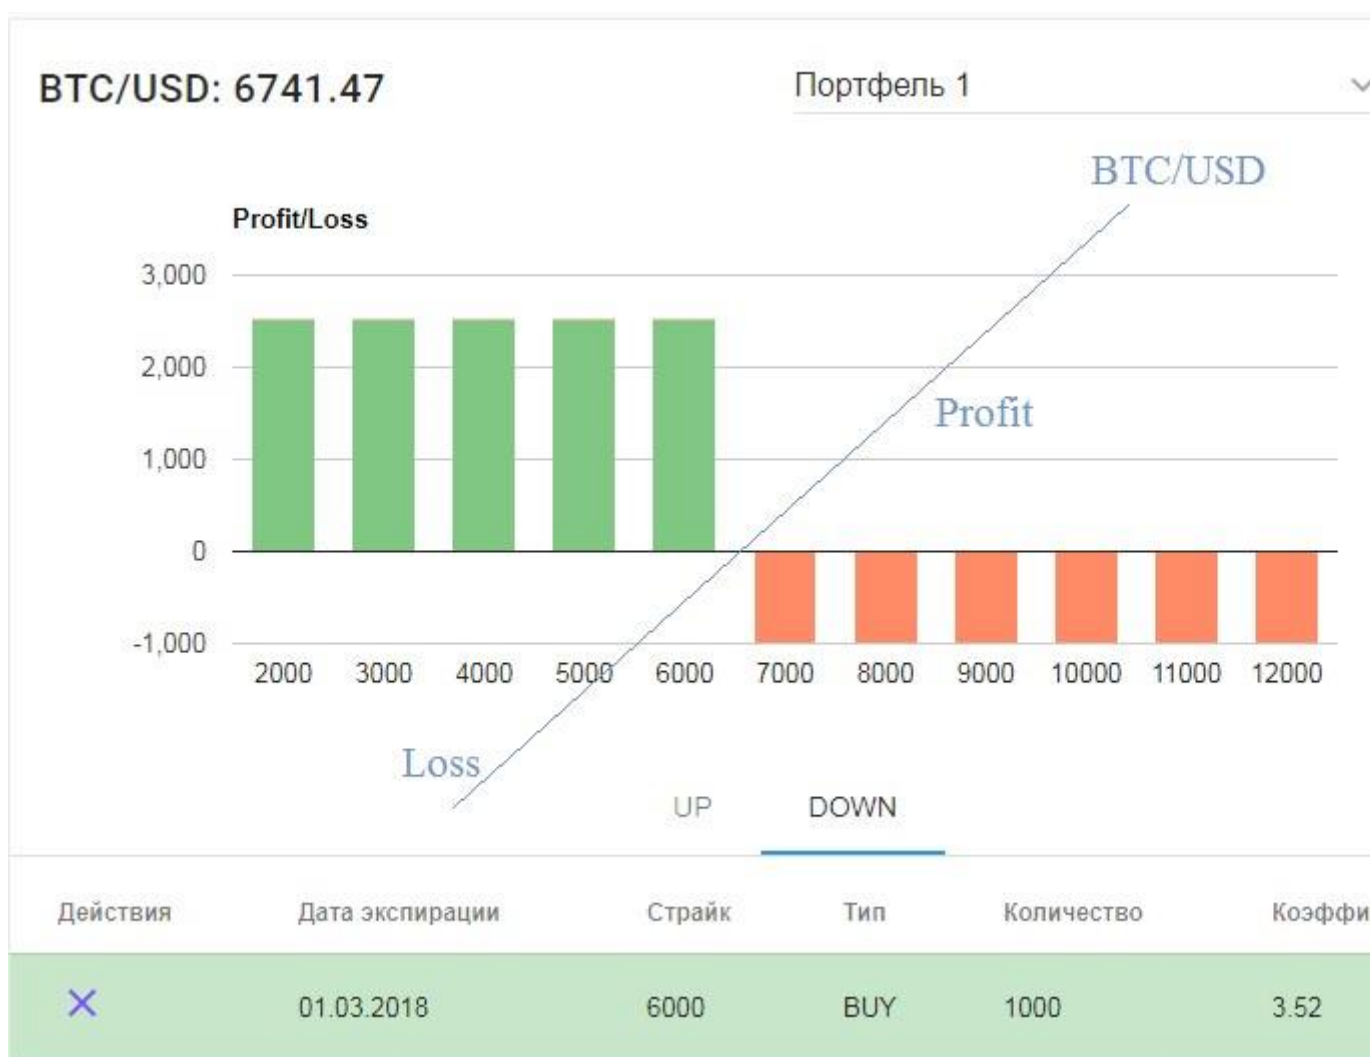 BTC/USD: 6741.47
Портфель 1
BTC/USD
Profit/Loss
3,000
2,000
Profit
1,000
0
-1,000
2000 3000 4000 5000 6000 7000 8000 9000 10000 11000 12000
Loss
UP DOWN
Действия Дата экспирации Страйк Тип Количество Коэффи
01.03.2018 6000 BUY 1000 3.52